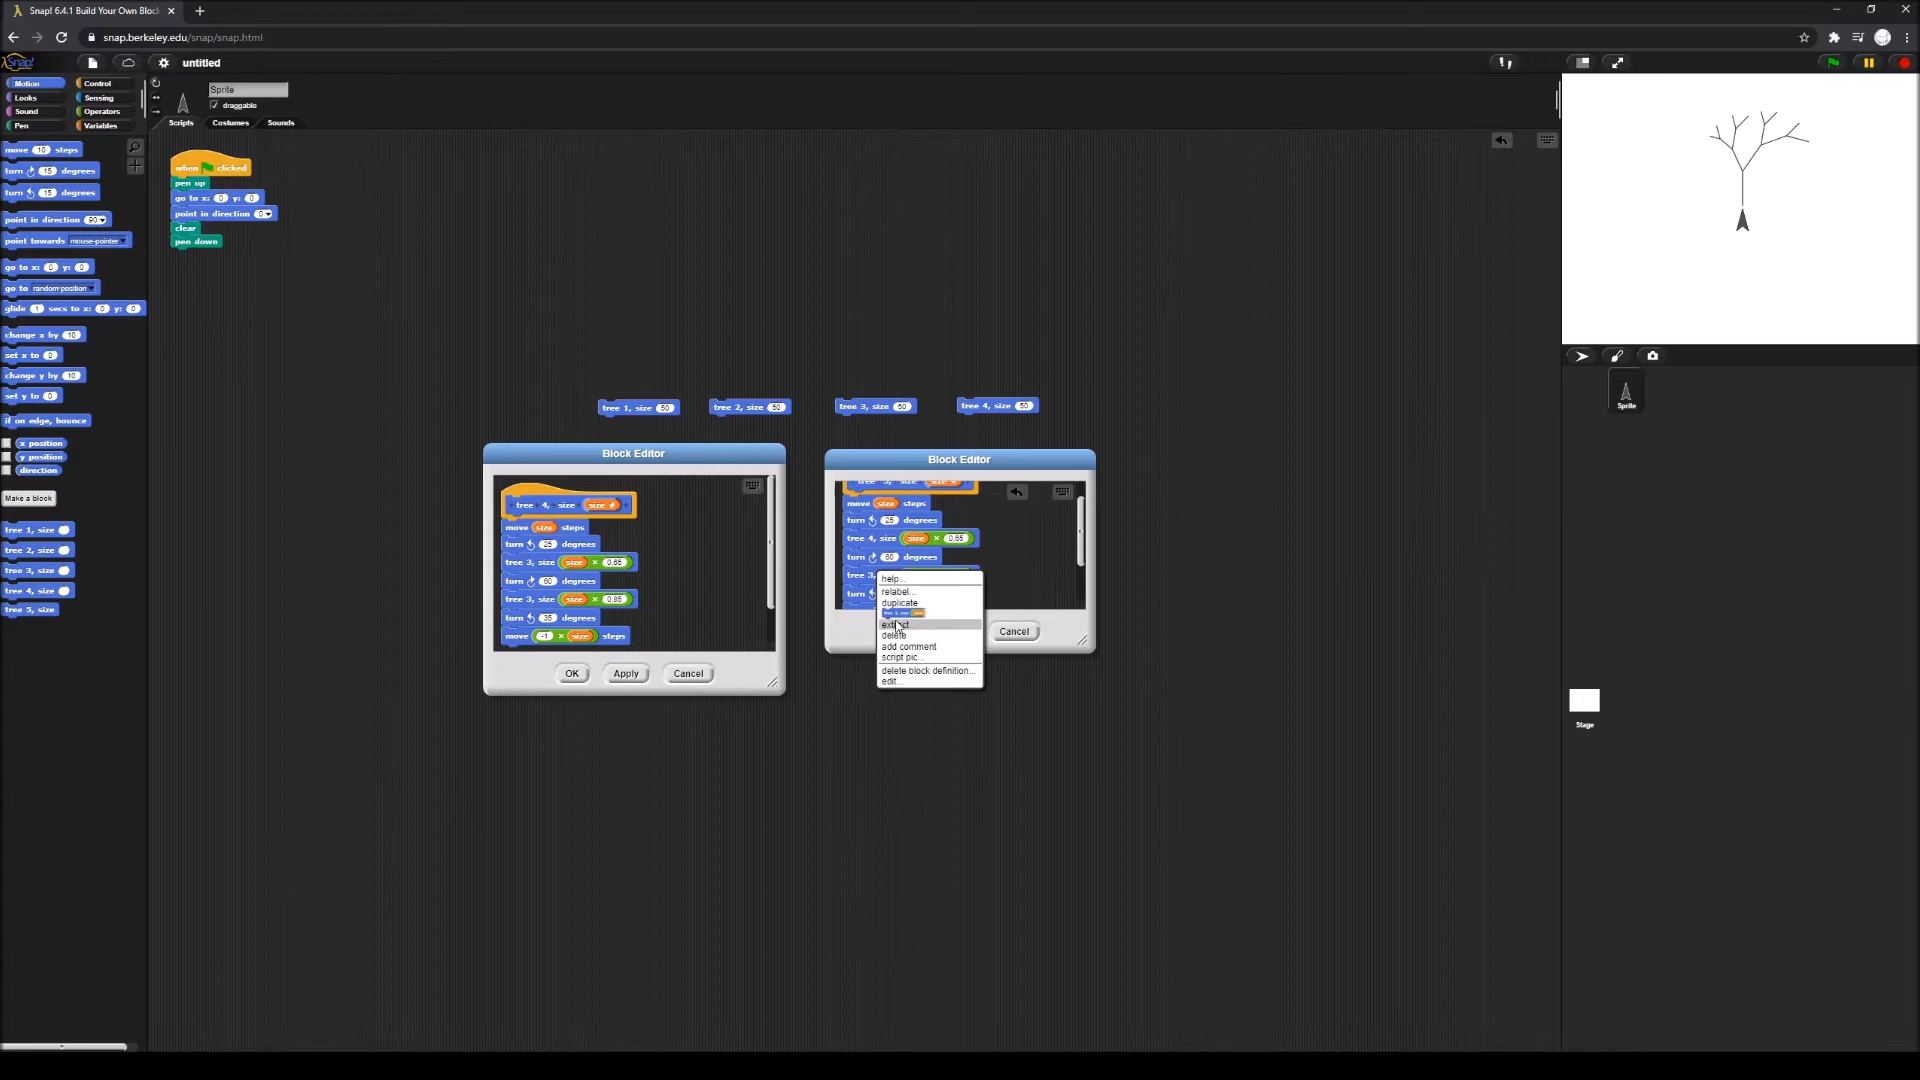 Snap! 6.4.1 Build Your Own Bloc
snap.berkeley.edu/snap/snap.html
Snap!
untitled
Motion
Control
Looks
Sensing
Sound
Operators
Pen
Variables
Sprite
draggable
Scripts
Costumes
Sounds
move 10 steps
turn 15 degrees
turn 15 degrees
point in direction 90
point towards mouse-pointer
go to x: 0 y: 0
go to random position
glide 1 secs to x: 0 y: 0
change x by 10
set x to 0
change y by 10
set y to 0
if on edge, bounce
x position
y position
direction
Make a block
tree 1, size
tree 2, size
tree 3, size
tree 4, size
tree 5, size
when clicked
pen up
go to x: 0 y: 0
point in direction 0
clear
pen down
tree 1, size 50
tree 2, size 50
tree 3, size 50
tree 4, size 50
Block Editor
tree 4, size size #
move size steps
turn 25 degrees
tree 3, size size × 0.65
turn 60 degrees
tree 3, size size × 0.85
turn 35 degrees
move -1 × size steps
OK
Apply
Cancel
Block Editor
size #
move size steps
turn 25 degrees
tree 4, size size × 0.65
turn 60 degrees
tree 3,
turn
Cancel
help...
relabel...
duplicate
extract
delete
add comment
script pic...
delete block definition...
edit...
Sprite
Stage